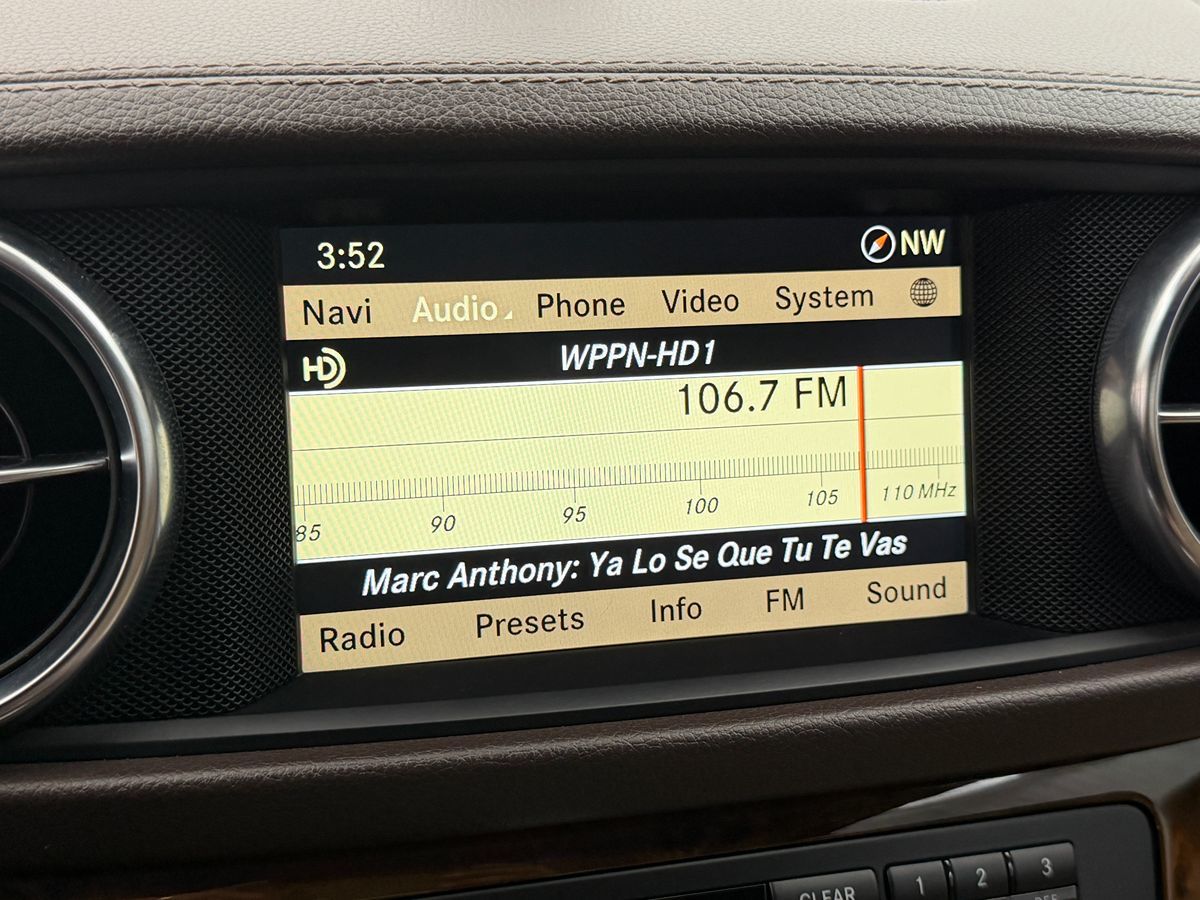 3:52 NW
Navi Audio Phone Video System
HD WPPN-HD1
106.7 FM
85 90 95 100 105 110 MHz
Marc Anthony: Ya Lo Se Que Tu Te Vas
Radio Presets Info FM Sound
CLEAR 1 2 3